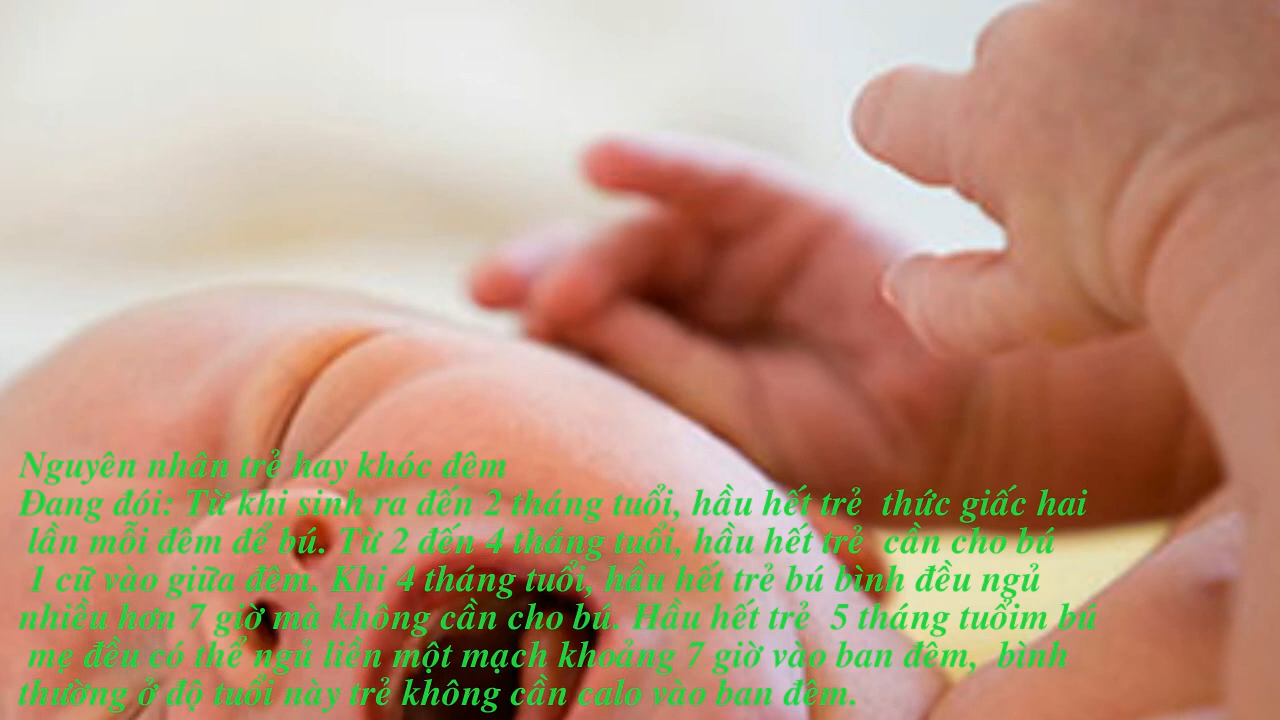 Nguyên nhân trẻ hay khóc đêm
Đang đói: Từ khi sinh ra đến 2 tháng tuổi, hầu hết trẻ thức giấc hai
lần mỗi đêm để bú. Từ 2 đến 4 tháng tuổi, hầu hết trẻ cần cho bú
1 cữ vào giữa đêm. Khi 4 tháng tuổi, hầu hết trẻ bú bình đều ngủ
nhiều hơn 7 giờ mà không cần cho bú. Hầu hết trẻ 5 tháng tuổim bú
mẹ đều có thể ngủ liền một mạch khoảng 7 giờ vào ban đêm, bình
thường ở độ tuổi này trẻ không cần calo vào ban đêm.